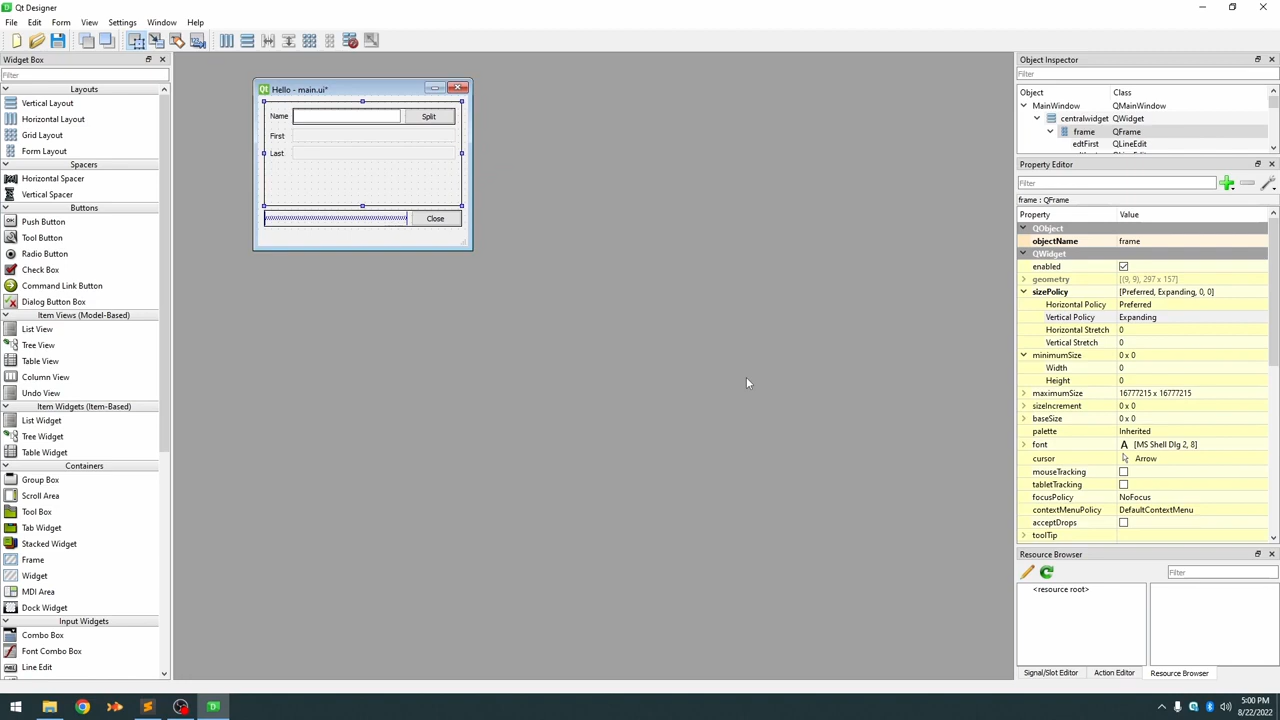 Qt Designer
File Edit Form View Settings Window Help
Widget Box
Filter
Layouts
Vertical Layout
Horizontal Layout
Grid Layout
Form Layout
Spacers
Horizontal Spacer
Vertical Spacer
Buttons
Push Button
Tool Button
Radio Button
Check Box
Command Link Button
Dialog Button Box
Item Views (Model-Based)
List View
Tree View
Table View
Column View
Undo View
Item Widgets (Item-Based)
List Widget
Tree Widget
Table Widget
Containers
Group Box
Scroll Area
Tool Box
Tab Widget
Stacked Widget
Frame
Widget
MDI Area
Dock Widget
Input Widgets
Combo Box
Font Combo Box
Line Edit
Qt Hello - main.ui*
Name Split
First
Last
Close
Object Inspector
Filter
Object Class
MainWindow QMainWindow
centralwidget QWidget
frame QFrame
edtFirst QLineEdit
Property Editor
Filter
frame : QFrame
Property Value
QObject
objectName frame
QWidget
enabled
geometry [(9, 9), 297 x 157]
sizePolicy [Preferred, Expanding, 0, 0]
Horizontal Policy Preferred
Vertical Policy Expanding
Horizontal Stretch 0
Vertical Stretch 0
minimumSize 0 x 0
Width 0
Height 0
maximumSize 16777215 x 16777215
sizeIncrement 0 x 0
baseSize 0 x 0
palette Inherited
font A [MS Shell Dlg 2, 8]
cursor Arrow
mouseTracking
tabletTracking
focusPolicy NoFocus
contextMenuPolicy DefaultContextMenu
acceptDrops
toolTip
Resource Browser
Filter
<resource root>
Signal/Slot Editor Action Editor Resource Browser
5:00 PM
8/22/2022